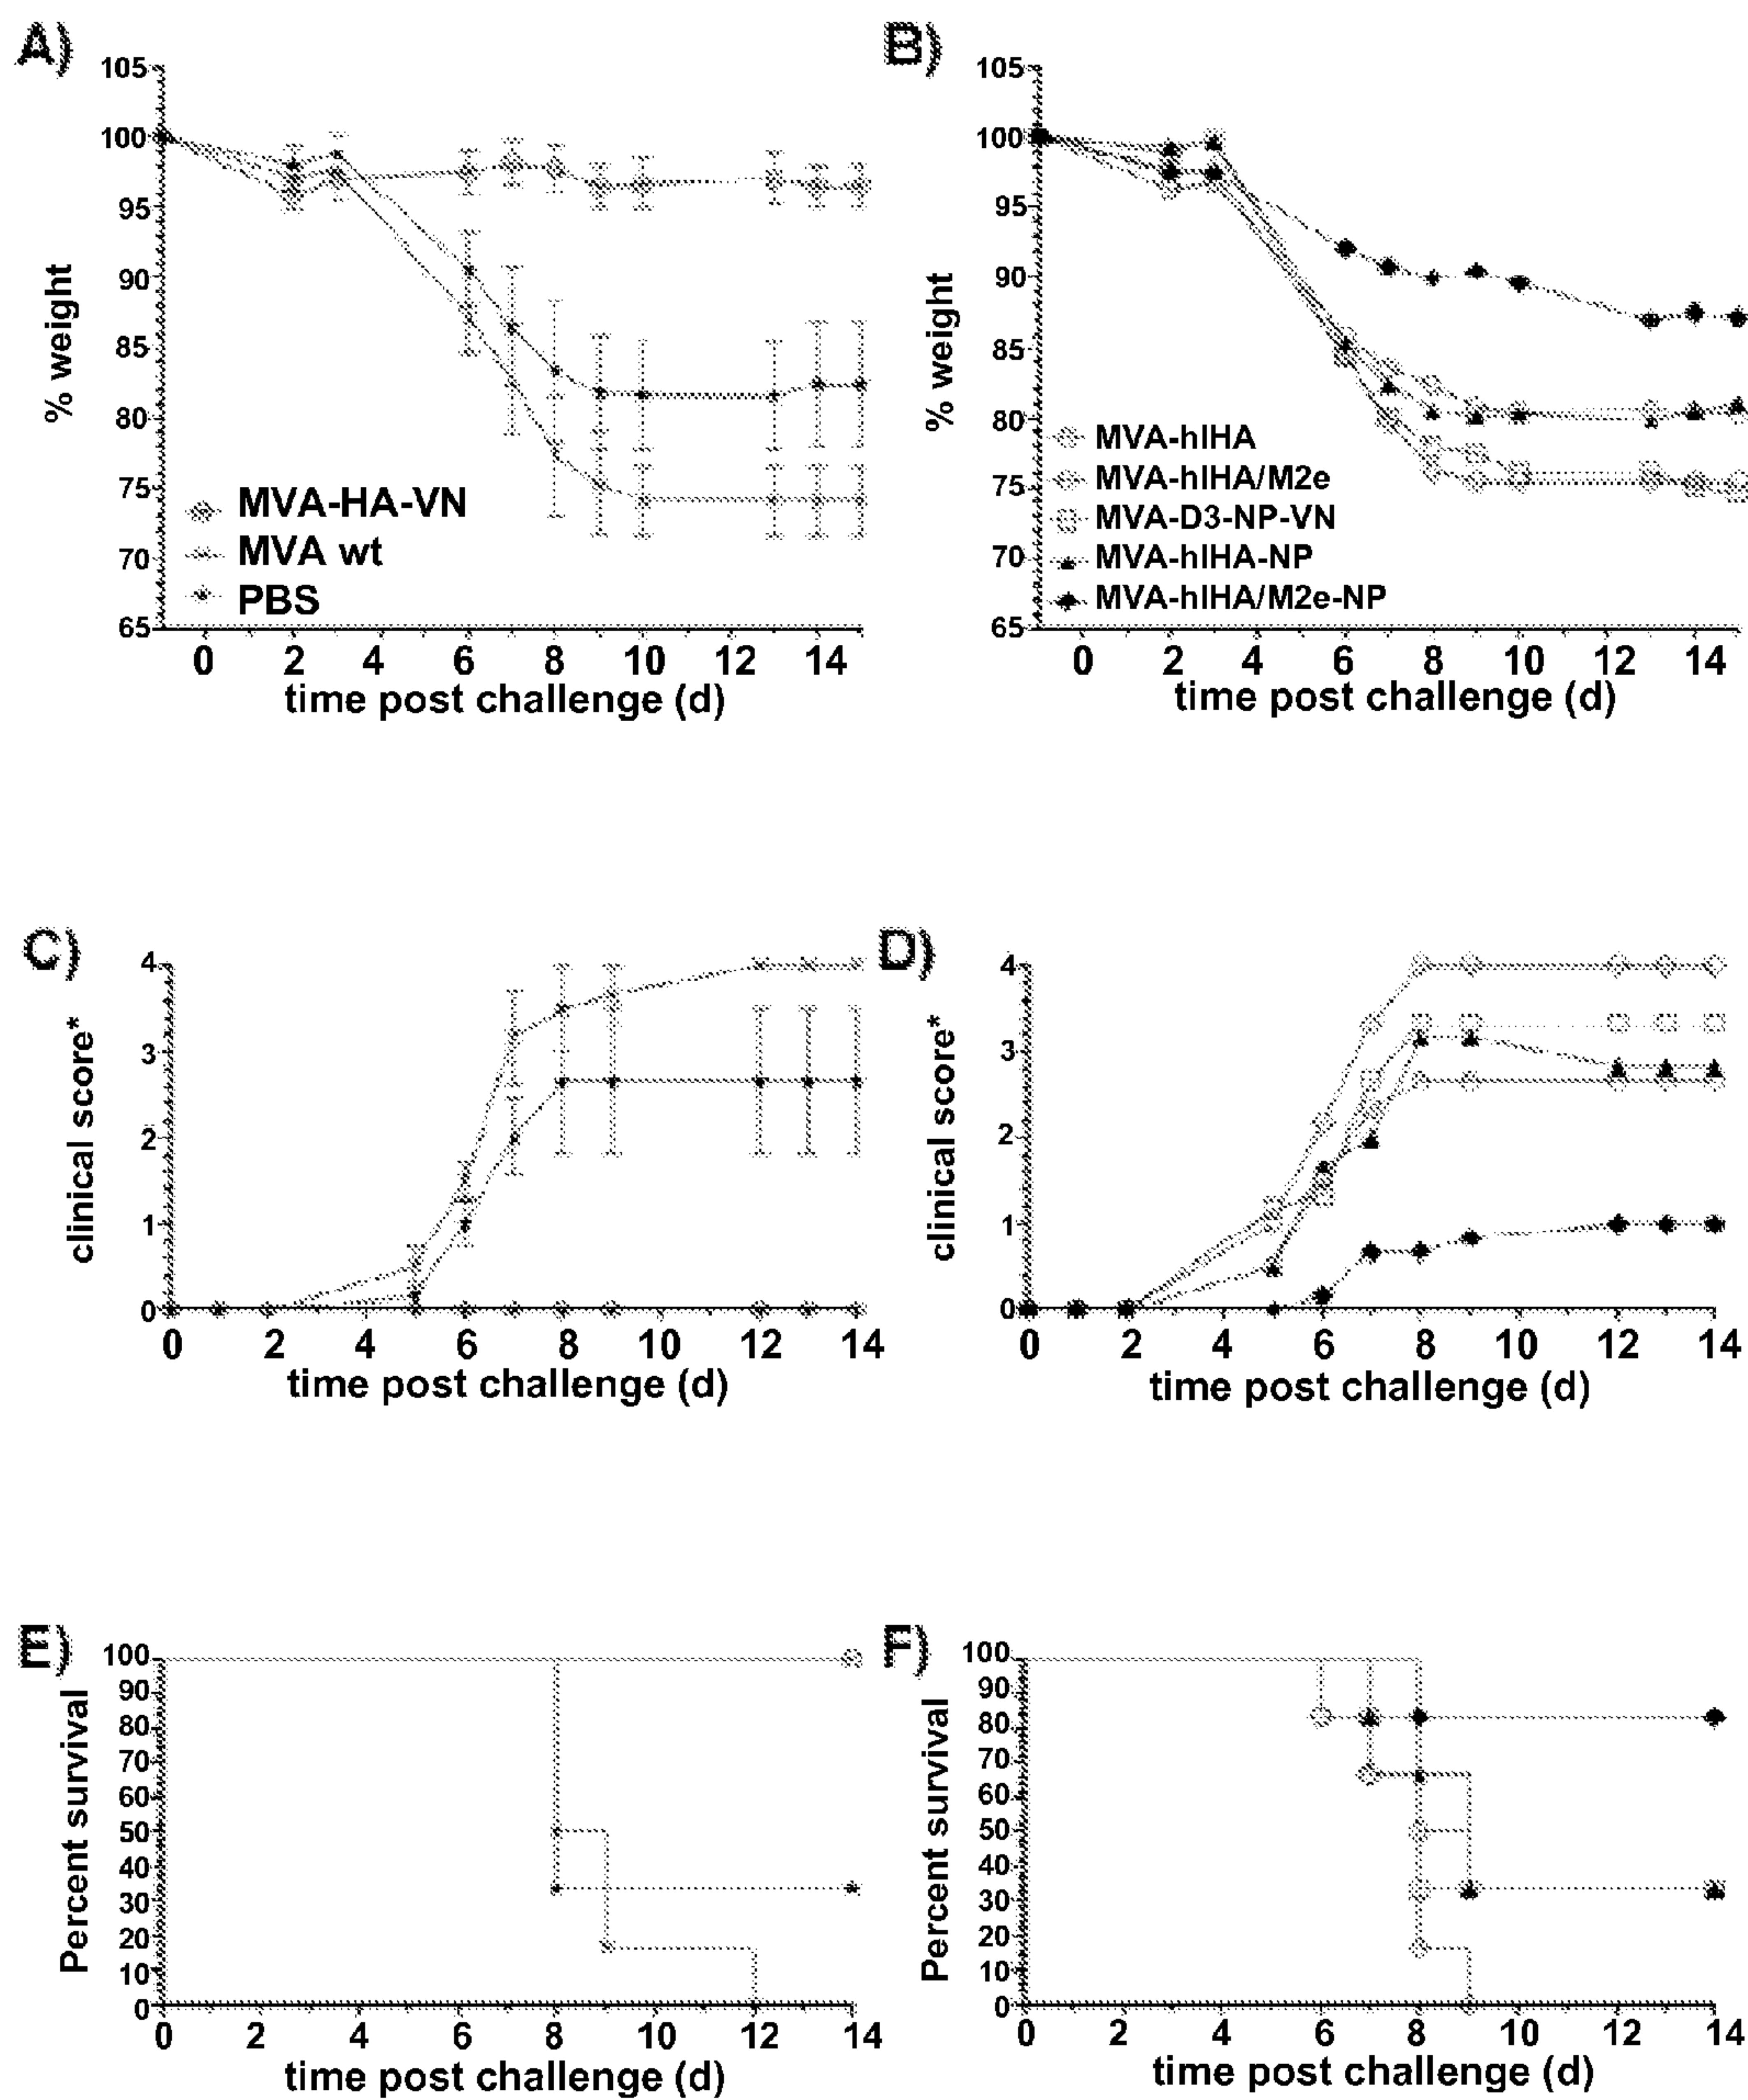 A)
105
100
95
90
85
80
75
70
65
% weight
MVA-HA-VN
MVA wt
PBS
0 2 4 6 8 10 12 14
time post challenge (d)
B)
105
100
95
90
85
80
75
70
65
% weight
MVA-hlHA
MVA-hlHA/M2e
MVA-D3-NP-VN
MVA-hlHA-NP
MVA-hlHA/M2e-NP
0 2 4 6 8 10 12 14
time post challenge (d)
C)
4
3
2
1
0
clinical score*
0 2 4 6 8 10 12 14
time post challenge (d)
D)
4
3
2
1
0
clinical score*
0 2 4 6 8 10 12 14
time post challenge (d)
E)
100
90
80
70
60
50
40
30
20
10
0
Percent survival
0 2 4 6 8 10 12 14
time post challenge (d)
F)
100
90
80
70
60
50
40
30
20
10
0
Percent survival
0 2 4 6 8 10 12 14
time post challenge (d)